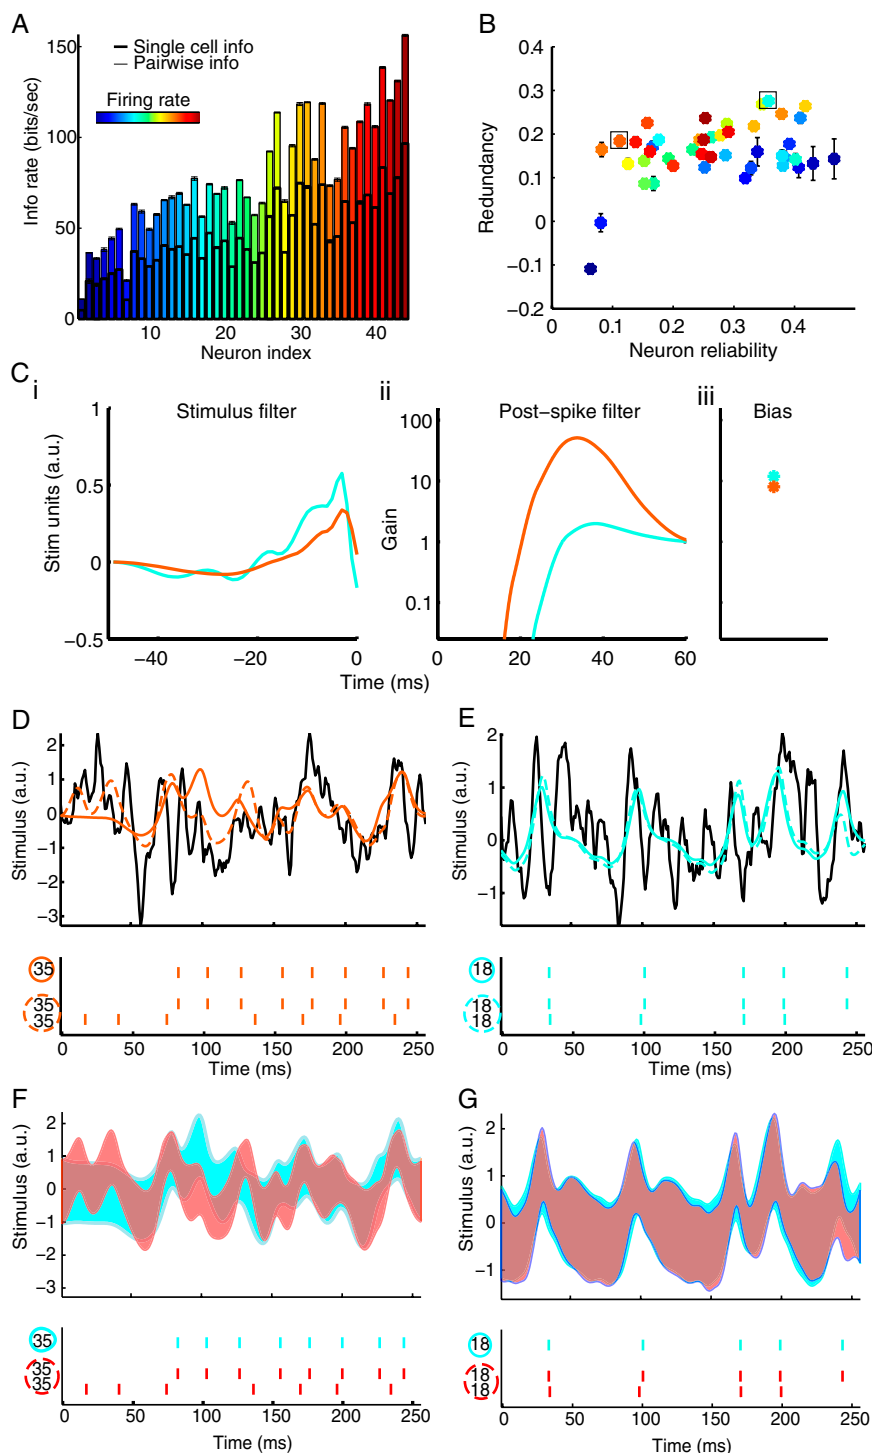 A
Info rate (bits/sec)
150
100
50
0
Single cell info
Pairwise info
Firing rate
10
20
30
40
Neuron index
B
Redundancy
0.4
0.3
0.2
0.1
0
−0.1
−0.2
0.1
0.2
0.3
0.4
Neuron reliability
C
i
Stimulus filter
Stim units (a.u.)
1
0.5
0
−0.5
−40
−20
0
ii
Post−spike filter
Gain
100
10
1
0.1
0
20
40
60
Time (ms)
iii
Bias
D
Stimulus (a.u.)
2
1
0
−1
−2
−3
35
35
35
0
50
100
150
200
250
Time (ms)
E
Stimulus (a.u.)
2
1
0
−1
18
18
18
0
50
100
150
200
250
Time (ms)
F
Stimulus (a.u.)
2
1
0
−1
−2
−3
35
35
35
0
50
100
150
200
250
Time (ms)
G
Stimulus (a.u.)
2
1
0
−1
18
18
18
0
50
100
150
200
250
Time (ms)